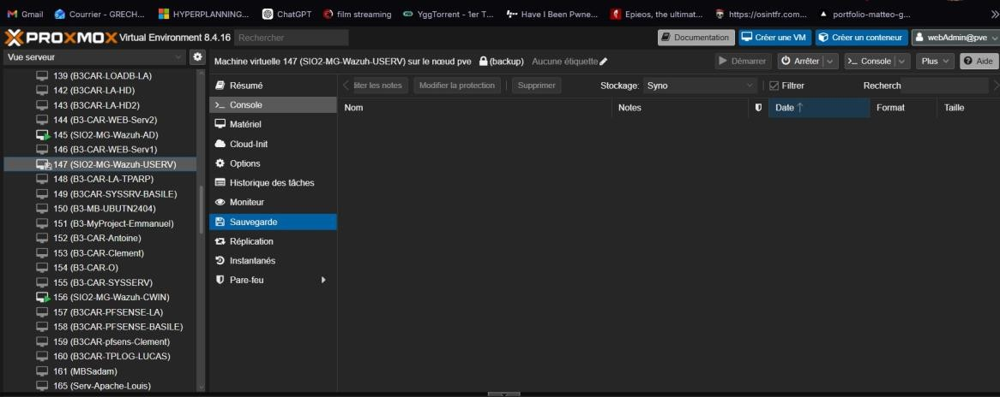 Gmail Courrier - GRECH... HYPERPLANNING... ChatGPT film streaming YggTorrent - 1er T... Have I Been Pwne... Epieos, the ultimat... https://osintfr.com... portfolio-matteo-g...
PROXMOX Virtual Environment 8.4.16 Rechercher Documentation Créer une VM Créer un conteneur webAdmin@pve
Vue serveur
Machine virtuelle 147 (SIO2-MG-Wazuh-USERV) sur le nœud pve (backup) Aucune étiquette Démarrer Arrêter Console Plus Aide
139 (B3CAR-LOADB-LA)
142 (B3CAR-LA-HD)
143 (B3CAR-LA-HD2)
144 (B3-CAR-WEB-Serv2)
145 (SIO2-MG-Wazuh-AD)
146 (B3-CAR-WEB-Serv1)
147 (SIO2-MG-Wazuh-USERV)
148 (B3-CAR-LA-TPARP)
149 (B3CAR-SYSSRV-BASILE)
150 (B3-MB-UBUTN2404)
151 (B3-MyProject-Emmanuel)
152 (B3-CAR-Antoine)
153 (B3-CAR-Clement)
154 (B3-CAR-O)
155 (B3-CAR-SYSSERV)
156 (SIO2-MG-Wazuh-CWIN)
157 (B3CAR-PFSENSE-LA)
158 (B3CAR-PFSENSE-BASILE)
159 (B3CAR-pfsens-Clement)
160 (B3CAR-TPLOG-LUCAS)
161 (MBSadam)
165 (Serv-Apache-Louis)
Résumé
Console
Matériel
Cloud-Init
Options
Historique des tâches
Moniteur
Sauvegarde
Réplication
Instantanés
Pare-feu
iter les notes Modifier la protection Supprimer Stockage: Syno Filtrer Recherch
Nom Notes Date Format Taille